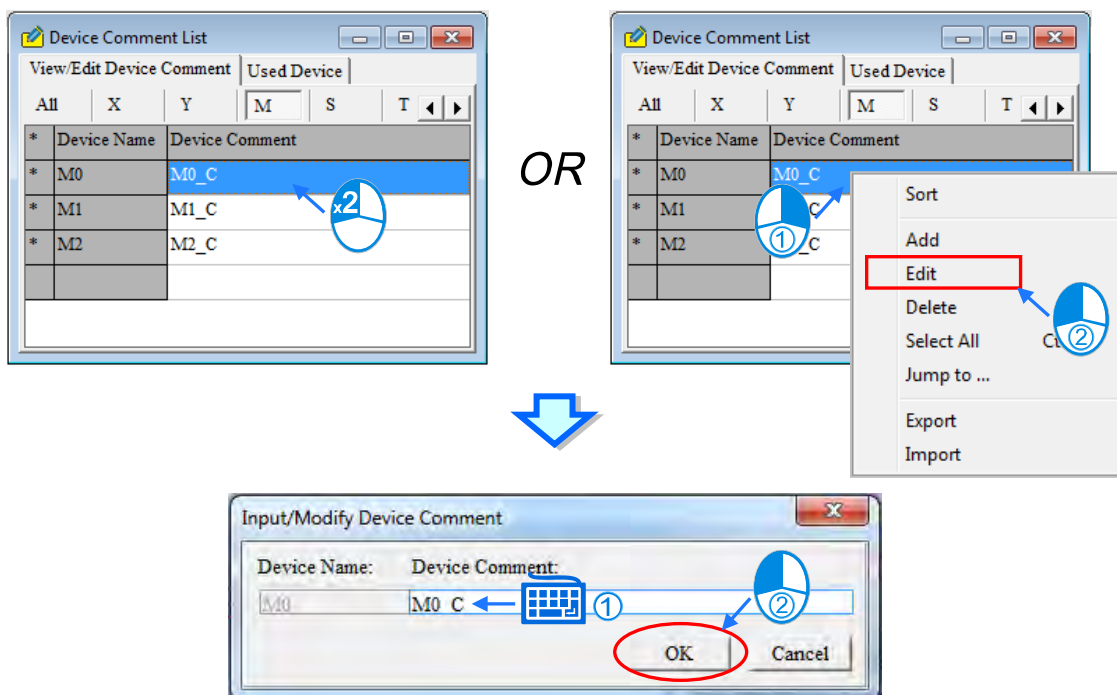 Device Comment List
View/Edit Device Comment Used Device
All X Y M S T
* Device Name Device Comment
* M0 M0_C
* M1 M1_C
* M2 M2_C
x2
OR
Device Comment List
View/Edit Device Comment Used Device
All X Y M S T
* Device Name Device Comment
* M0 M0_C
* M1 _C
* M2 _C
①
Sort
Add
Edit
Delete
Select All
Jump to ...
Export
Import
②
Input/Modify Device Comment
Device Name: Device Comment:
M0 M0_C ①
②
OK Cancel